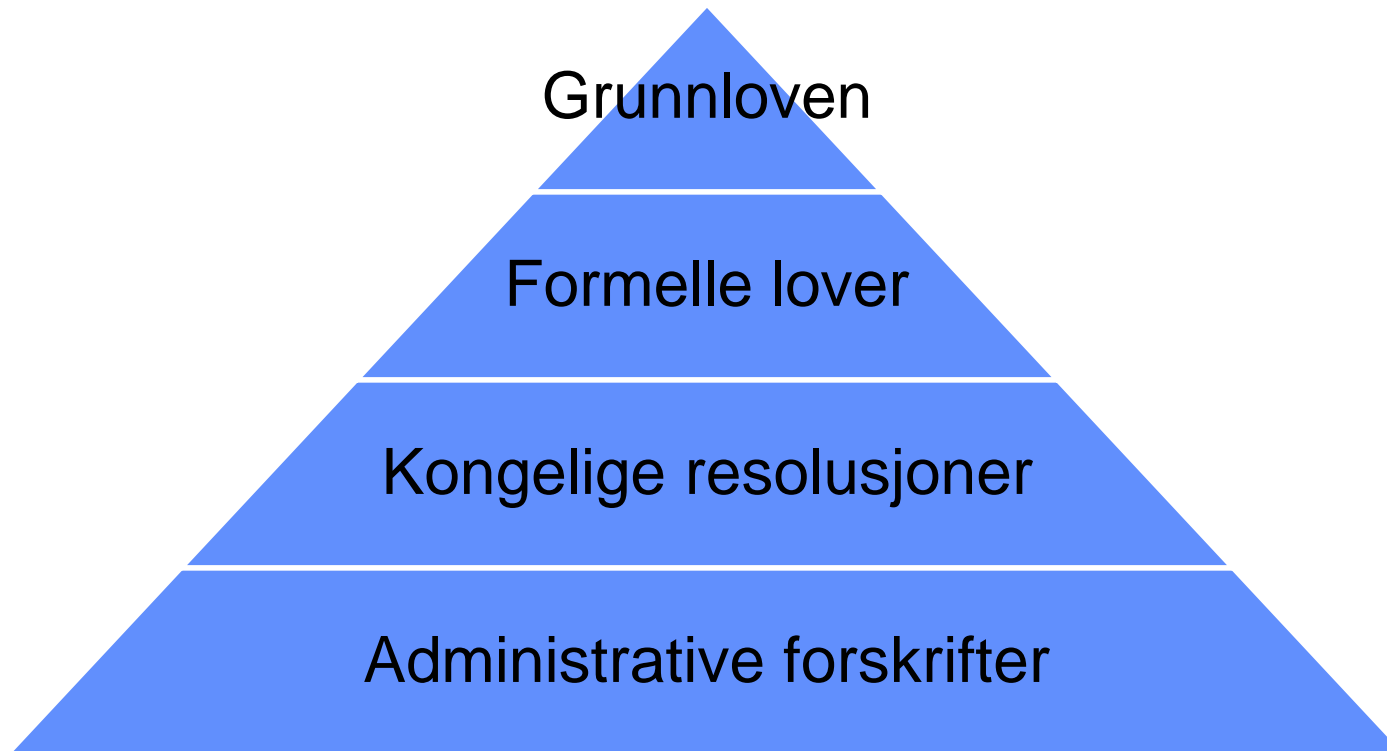 Grunnloven
Formelle lover
Kongelige resolusjoner
Administrative forskrifter